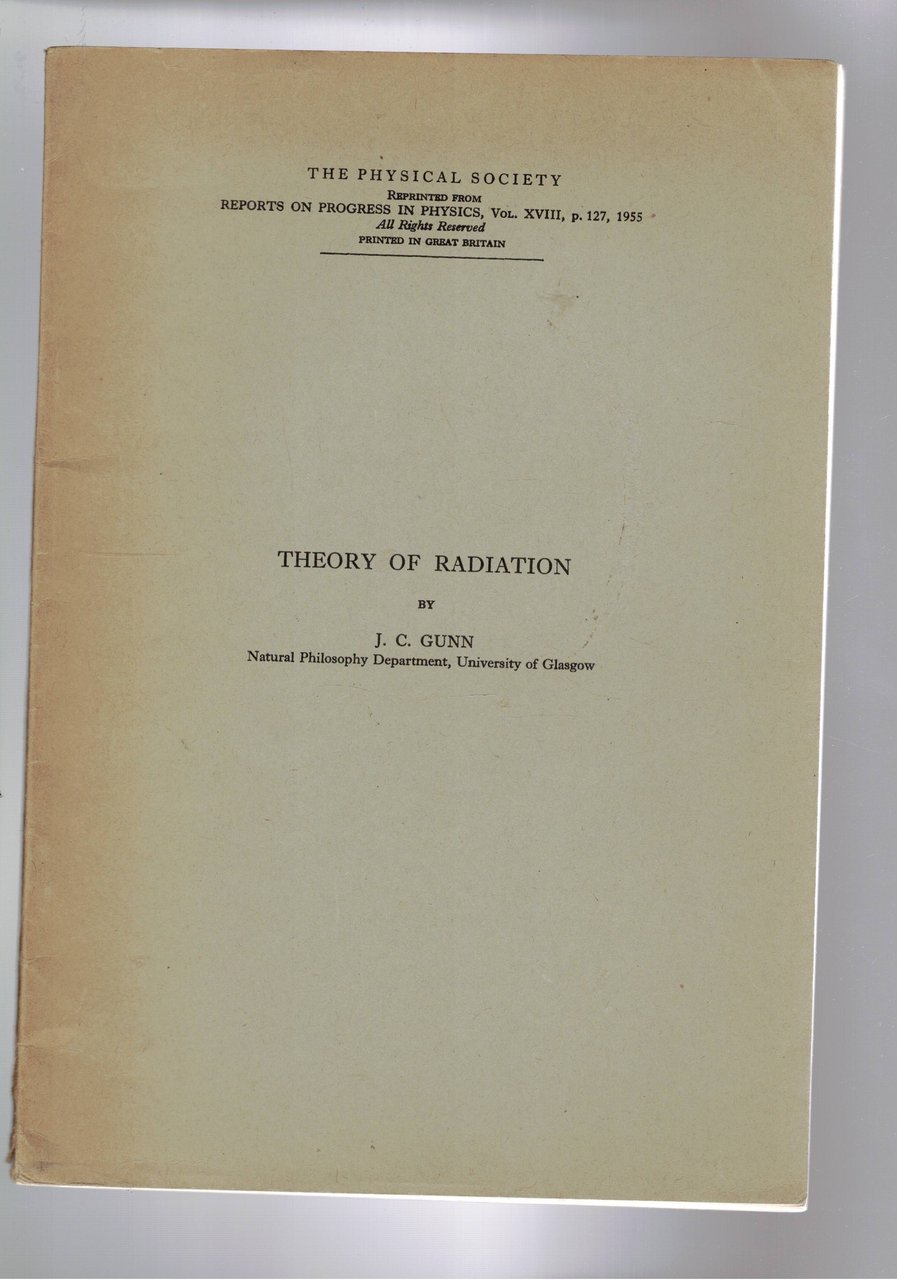 THE PHYSICAL SOCIETY
REPRINTED FROM
REPORTS ON PROGRESS IN PHYSICS, VOL. XVIII, p. 127, 1955
All Rights Reserved
PRINTED IN GREAT BRITAIN
THEORY OF RADIATION
BY
J. C. GUNN
Natural Philosophy Department, University of Glasgow